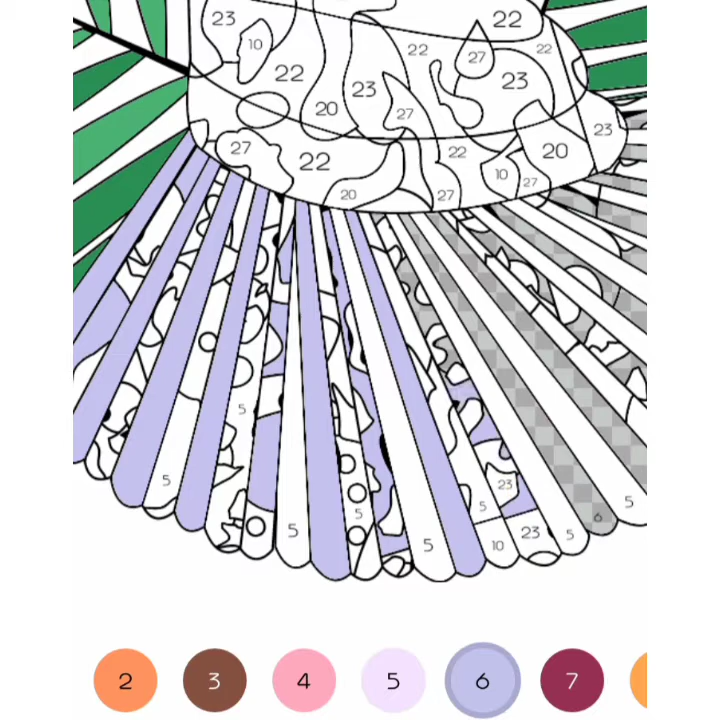 23 22
10 22 27 22
22 23 23
20 27 23
27 22 22 20
10
20 27 27
5
5 23
5 5
6 5
5 5 10 23 5
2 3 4 5 6 7